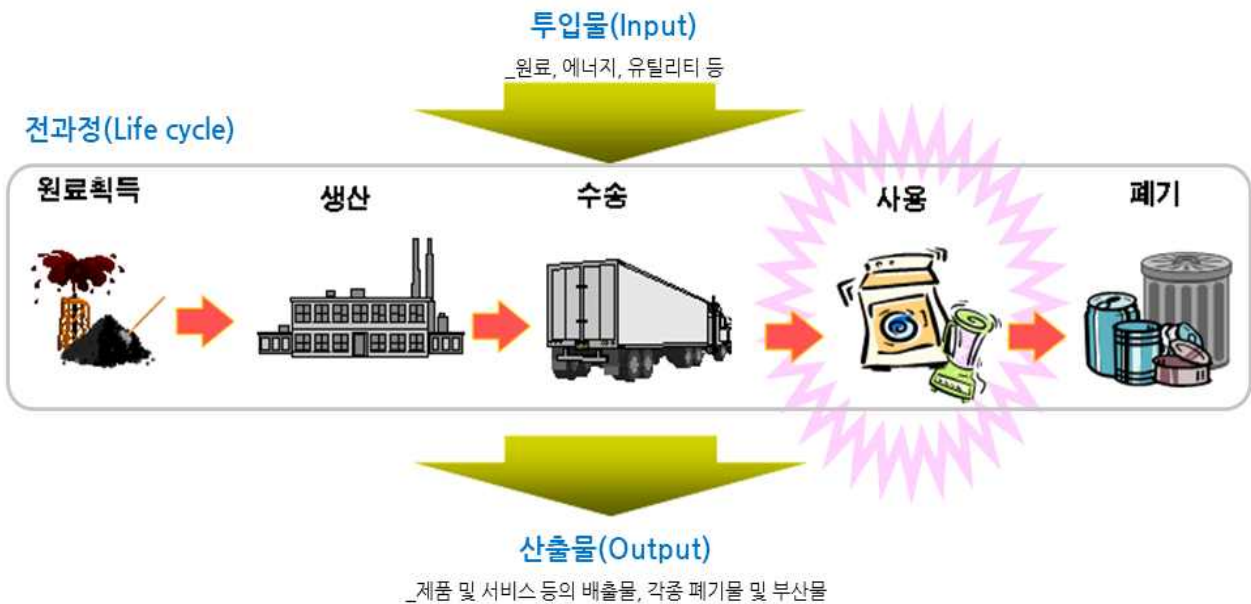 투입물(Input)
_원료, 에너지, 유틸리티 등
전과정(Life cycle)
원료획득
생산
수송
사용
폐기
산출물(Output)
_제품 및 서비스 등의 배출물, 각종 폐기물 및 부산물